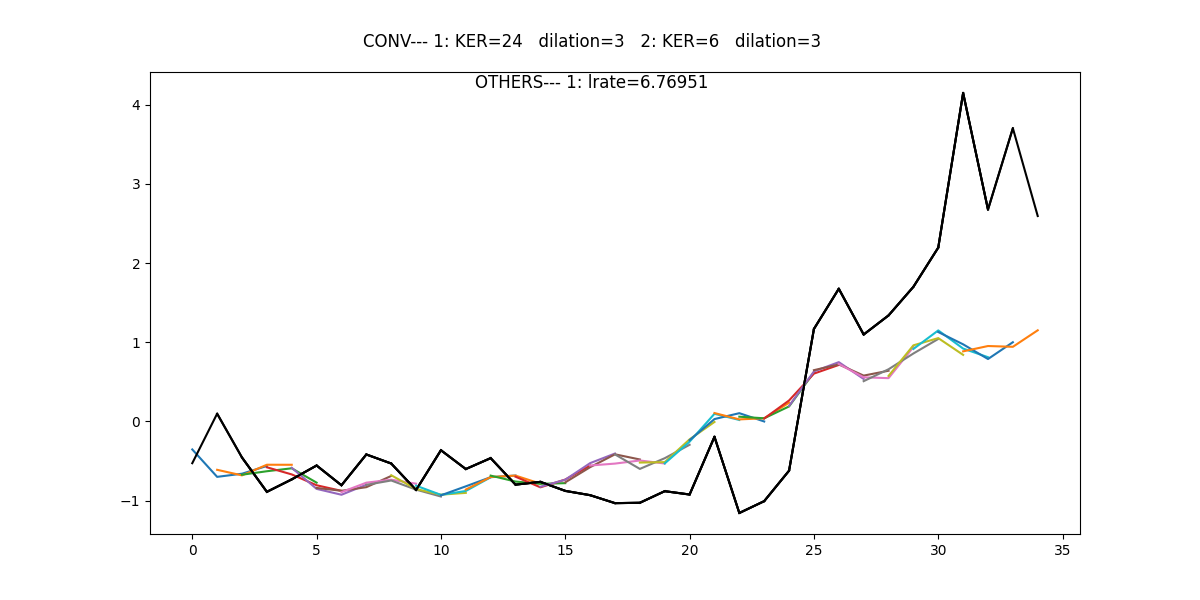 CONV--- 1: KER=24   dilation=3   2: KER=6   dilation=3
OTHERS--- 1: lrate=6.76951
4
3
2
1
0
−1
0 5 10 15 20 25 30 35